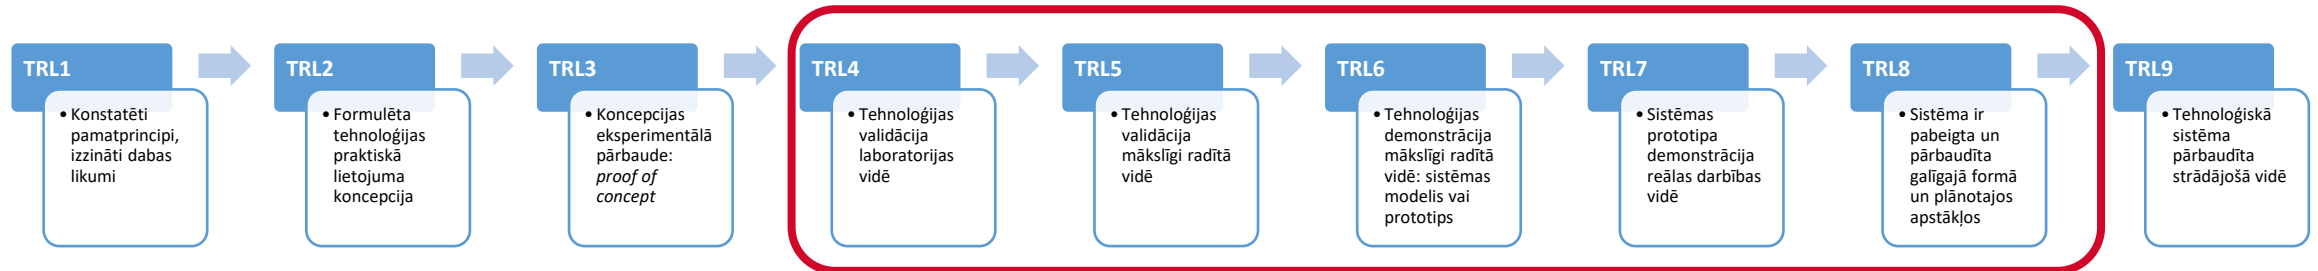 TRL1
• Konstatēti
pamatprincipi,
izzināti dabas
likumi
TRL2
• Formulēta
tehnoloģijas
praktiskā
lietojuma
koncepcija
TRL3
• Koncepcijas
eksperimentālā
pārbaude:
proof of
concept
TRL4
• Tehnoloģijas
validācija
laboratorijas
vidē
TRL5
• Tehnoloģijas
validācija
mākslīgi radītā
vidē
TRL6
• Tehnoloģijas
demonstrācija
mākslīgi radītā
vidē: sistēmas
modelis vai
prototips
TRL7
• Sistēmas
prototipa
demonstrācija
reālas darbības
vidē
TRL8
• Sistēma ir
pabeigta un
pārbaudīta
galīgajā formā
un plānotajos
apstākļos
TRL9
• Tehnoloģiskā
sistēma
pārbaudīta
strādājošā vidē